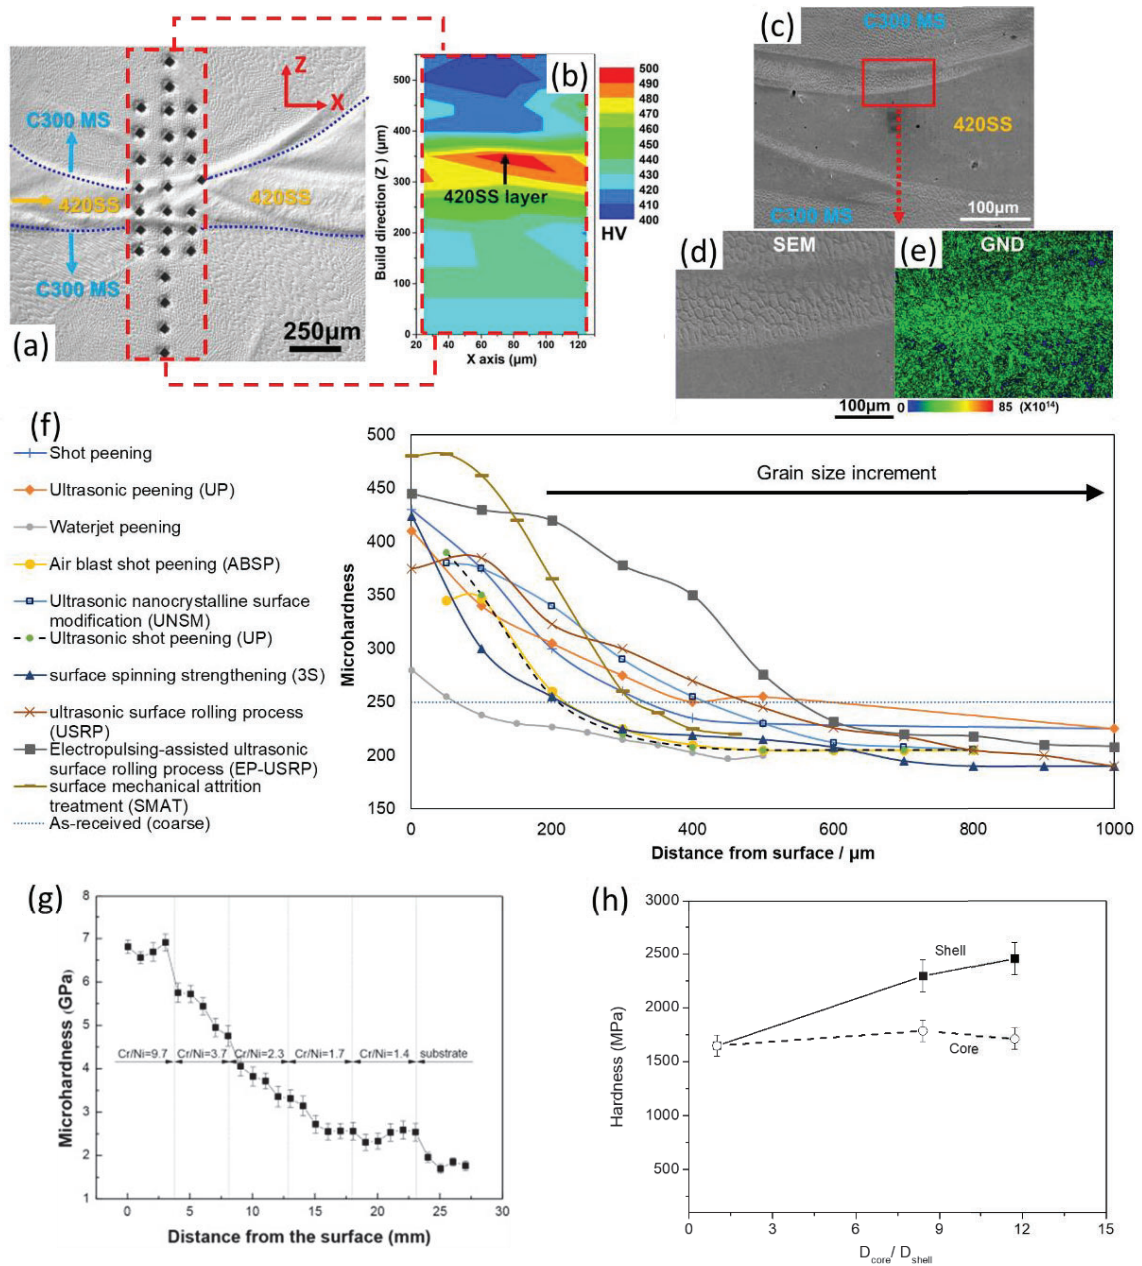 (a)
Z
X
C300 MS
420SS
420SS
C300 MS
250µm
(b)
Build direction (Z ) (µm)
500
400
300
200
100
0
420SS layer
20 40 60 80 100 120
X axis (µm)
500
490
480
470
460
450
440
430
420
410
400
HV
(c)
C300 MS
420SS
C300 MS
100µm
(d)
SEM
(e)
GND
100µm
0
85 (X10¹⁴)
(f)
Shot peening
Ultrasonic peening (UP)
Waterjet peening
Air blast shot peening (ABSP)
Ultrasonic nanocrystalline surface
modification (UNSM)
Ultrasonic shot peening (UP)
surface spinning strengthening (3S)
ultrasonic surface rolling process
(USRP)
Electropulsing-assisted ultrasonic
surface rolling process (EP-USRP)
surface mechanical attrition
treatment (SMAT)
As-received (coarse)
Microhardness
500
450
400
350
300
250
200
150
Grain size increment
0 200 400 600 800 1000
Distance from surface / µm
(g)
Microhardness (GPa)
8
7
6
5
4
3
2
1
Cr/Ni=9.7 Cr/Ni=3.7 Cr/Ni=2.3 Cr/Ni=1.7 Cr/Ni=1.4 substrate
0 5 10 15 20 25 30
Distance from the surface (mm)
(h)
Hardness (MPa)
3000
2500
2000
1500
1000
500
Shell
Core
0 3 6 9 12 15
D_core / D_shell